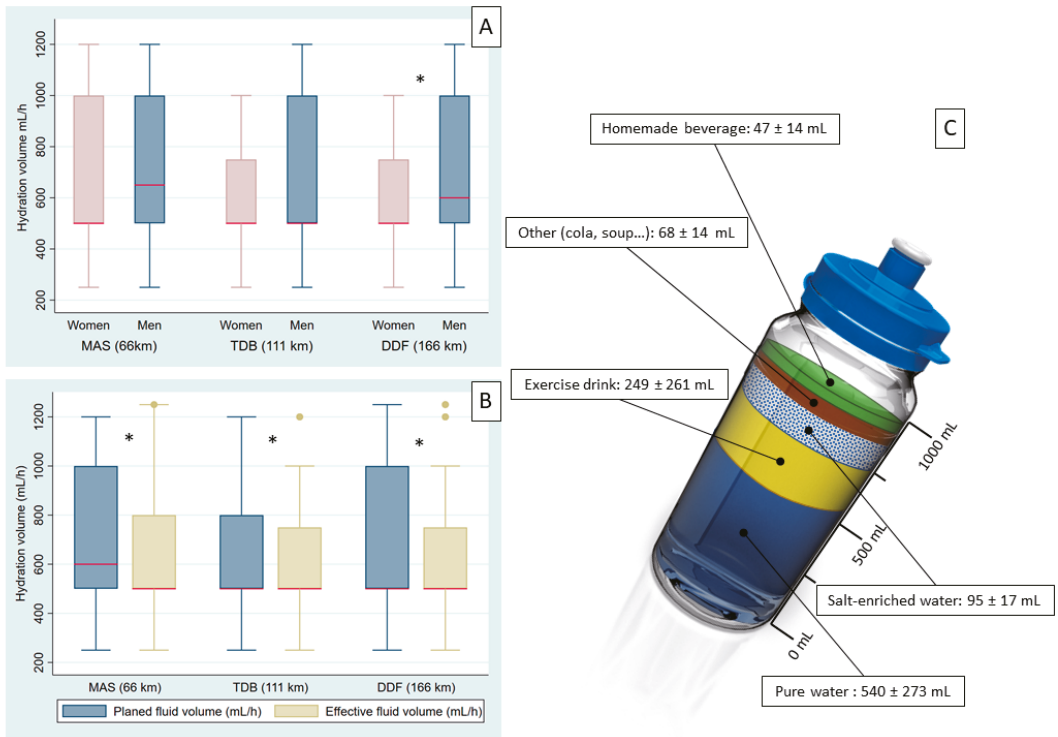 A
Hydration volume mL/h
1200
1000
800
600
400
200
Women Men Women Men Women Men
MAS (66km) TDB (111 km) DDF (166 km)
*
B
Hydration volume (mL/h)
1200
1000
800
600
400
200
* * *
MAS (66 km) TDB (111 km) DDF (166 km)
Planed fluid volume (mL/h) Effective fluid volume (mL/h)
C
Homemade beverage: 47 ± 14 mL
Other (cola, soup...): 68 ± 14 mL
Exercise drink: 249 ± 261 mL
1000 mL
500 mL
0 mL
Salt-enriched water: 95 ± 17 mL
Pure water : 540 ± 273 mL